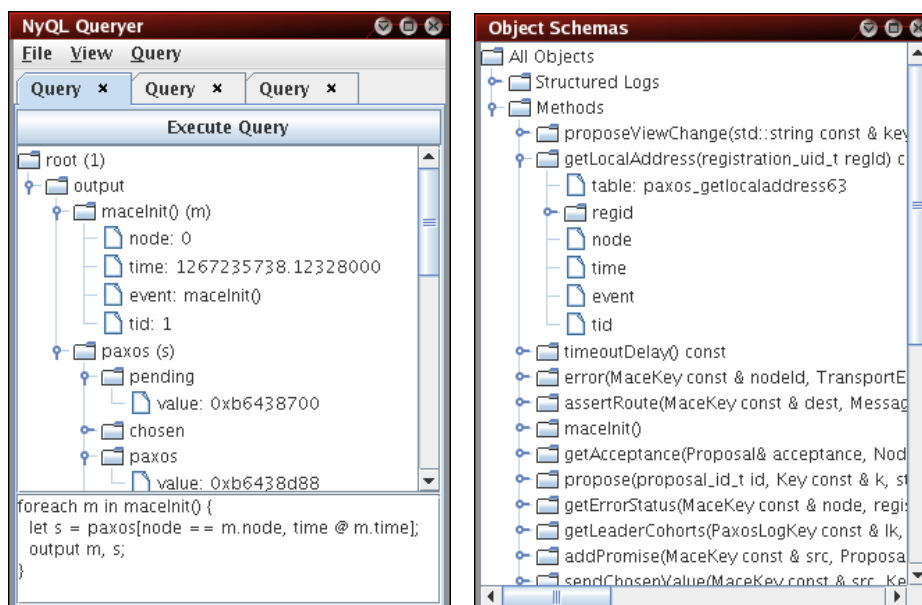 NyQL Queryer
File View Query
Query × Query × Query ×
Execute Query
root (1)
output
maceInit() (m)
node: 0
time: 1267235738.12328000
event: maceInit()
tid: 1
paxos (s)
pending
value: 0xb6438700
chosen
paxos
value: 0xb6438d88
foreach m in maceInit() {
let s = paxos[node == m.node, time @ m.time];
output m, s;
}
Object Schemas
All Objects
Structured Logs
Methods
proposeViewChange(std::string const & key
getLocalAddress(registration_uid_t regId) c
table: paxos_getlocaladdress63
regid
node
time
event
tid
timeoutDelay() const
error(MaceKey const & nodeId, TransportE
assertRoute(MaceKey const & dest, Messag
maceInit()
getAcceptance(Proposal& acceptance, Nod
propose(proposal_id_t id, Key const & k, st
getErrorStatus(MaceKey const & node, regis
getLeaderCohorts(PaxosLogKey const & lk,
addPromise(MaceKey const & src, Proposa
sendChosenValue(MaceKey const & src, Ke